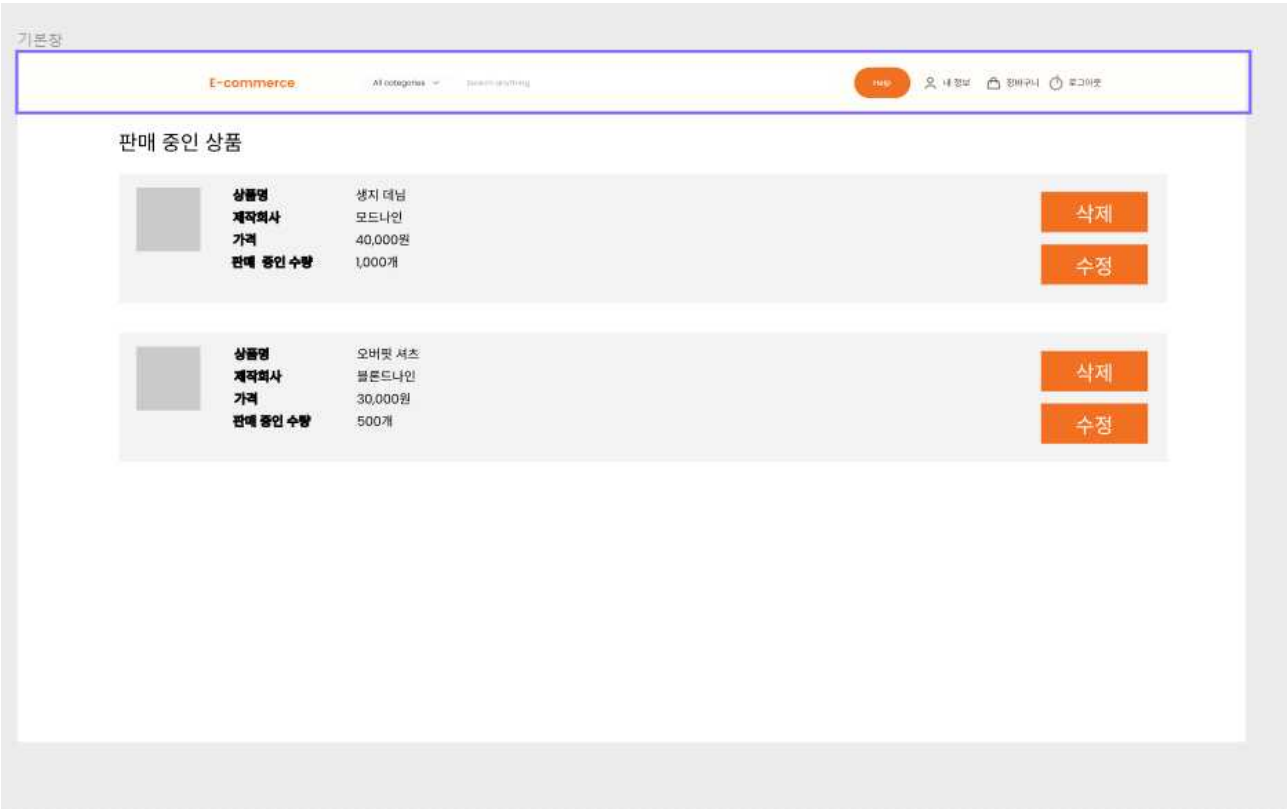 기본창
E-commerce All categories Search anything Help 내 정보 장바구니 로그아웃
판매 중인 상품
상품명 생지 데님
제작회사 모드나인
가격 40,000원
판매 중인 수량 1,000개
삭제
수정
상품명 오버핏 셔츠
제작회사 블론드나인
가격 30,000원
판매 중인 수량 500개
삭제
수정